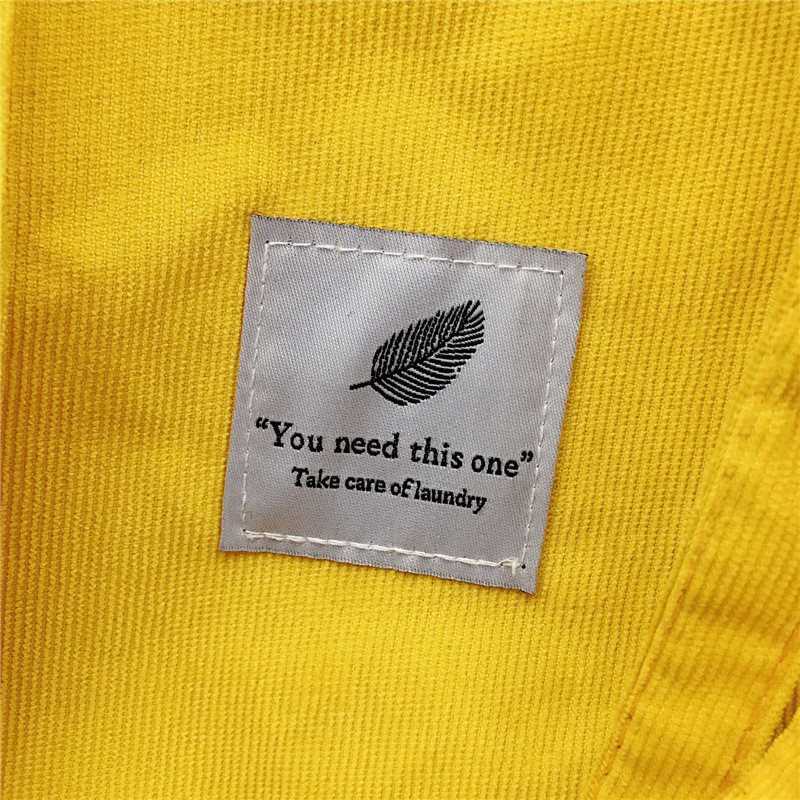 “You need this one”
Take care of laundry